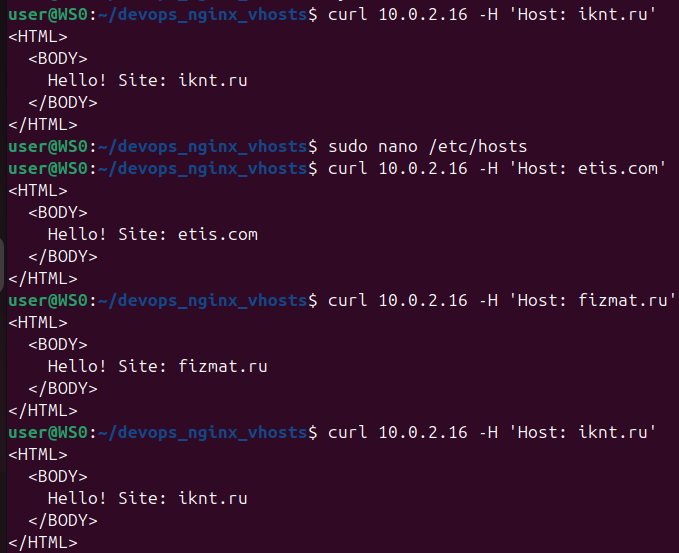 user@WS0:~/devops_nginx_vhosts$ curl 10.0.2.16 -H 'Host: iknt.ru'
<HTML>
  <BODY>
    Hello! Site: iknt.ru
  </BODY>
</HTML>
user@WS0:~/devops_nginx_vhosts$ sudo nano /etc/hosts
user@WS0:~/devops_nginx_vhosts$ curl 10.0.2.16 -H 'Host: etis.com'
<HTML>
  <BODY>
    Hello! Site: etis.com
  </BODY>
</HTML>
user@WS0:~/devops_nginx_vhosts$ curl 10.0.2.16 -H 'Host: fizmat.ru'
<HTML>
  <BODY>
    Hello! Site: fizmat.ru
  </BODY>
</HTML>
user@WS0:~/devops_nginx_vhosts$ curl 10.0.2.16 -H 'Host: iknt.ru'
<HTML>
  <BODY>
    Hello! Site: iknt.ru
  </BODY>
</HTML>